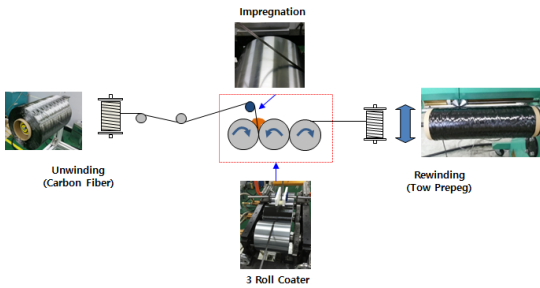 Impregnation
Unwinding
(Carbon Fiber)
Rewinding
(Tow Prepeg)
3 Roll Coater